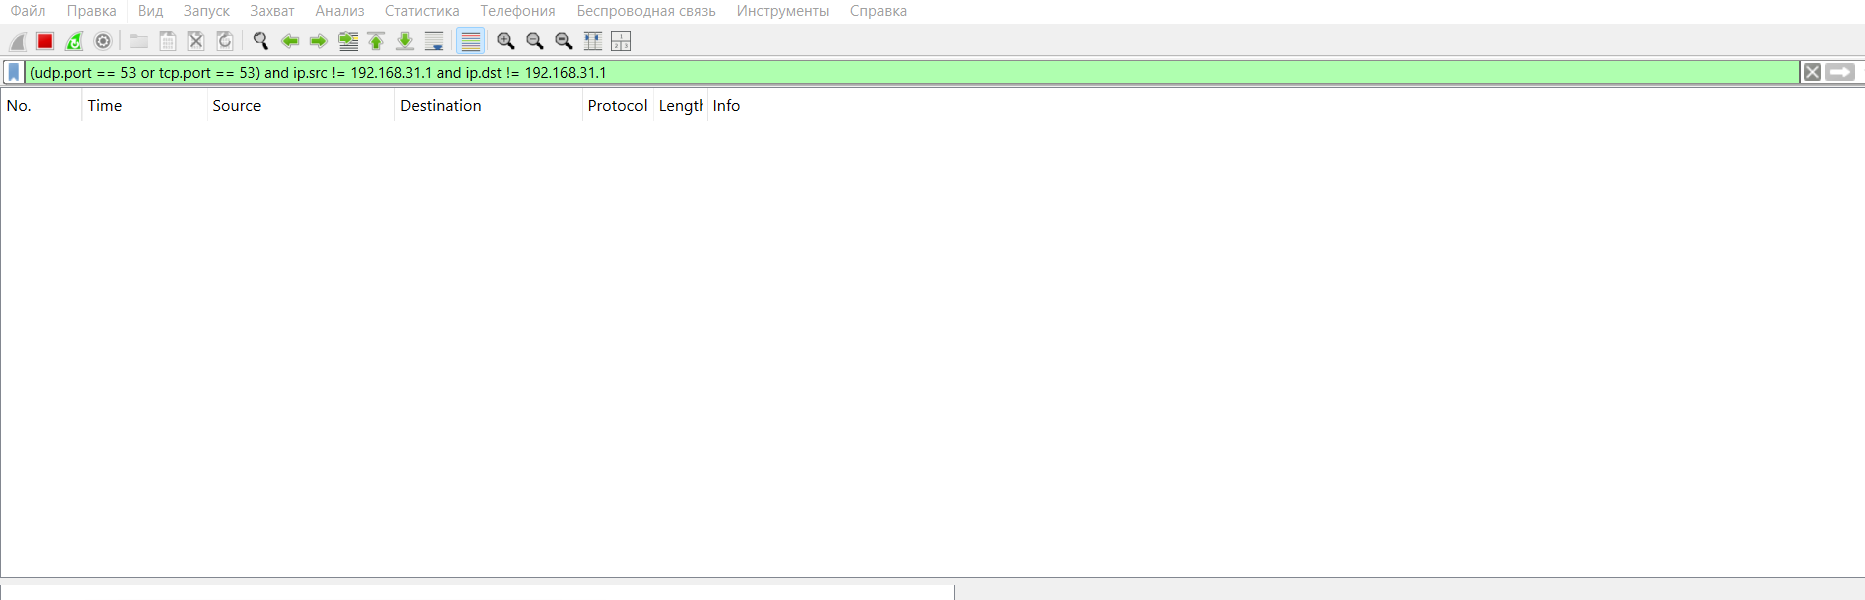 Файл Правка Вид Запуск Захват Анализ Статистика Телефония Беспроводная связь Инструменты Справка
(udp.port == 53 or tcp.port == 53) and ip.src != 192.168.31.1 and ip.dst != 192.168.31.1
No. Time Source Destination Protocol Length Info